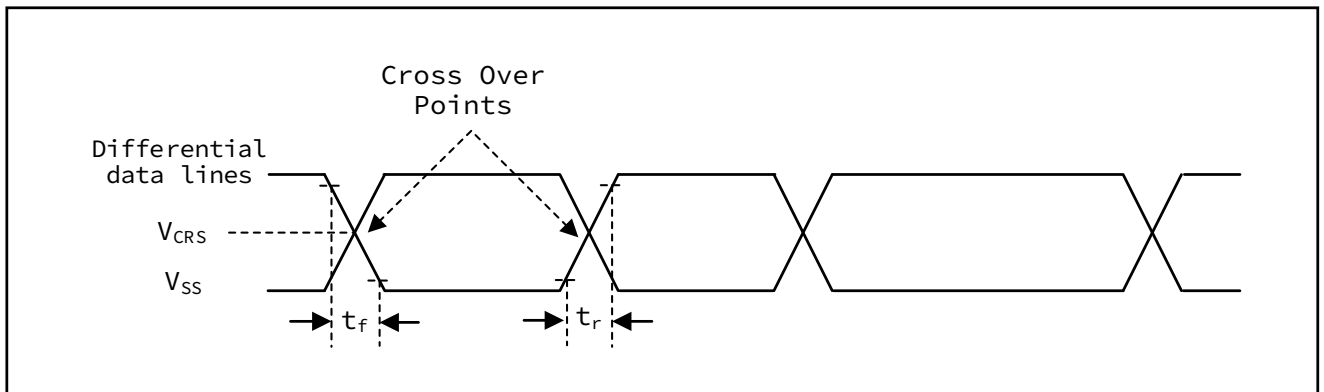 Cross Over
Points
Differential
data lines
VCRS
VSS
tf
tr